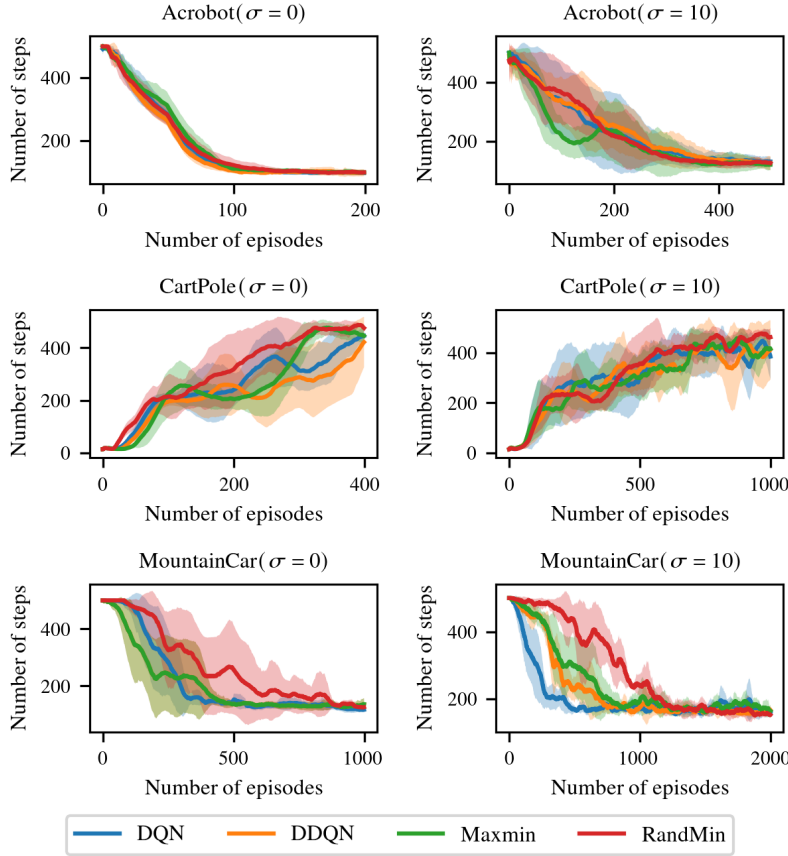 Acrobot(σ = 0)
Number of steps
400
200
0
100
200
Number of episodes
Acrobot(σ = 10)
Number of steps
400
200
0
200
400
Number of episodes
CartPole(σ = 0)
Number of steps
400
200
0
0
200
400
Number of episodes
CartPole(σ = 10)
Number of steps
400
200
0
0
500
1000
Number of episodes
MountainCar(σ = 0)
Number of steps
400
200
0
500
1000
Number of episodes
MountainCar(σ = 10)
Number of steps
400
200
0
1000
2000
Number of episodes
DQN
DDQN
Maxmin
RandMin